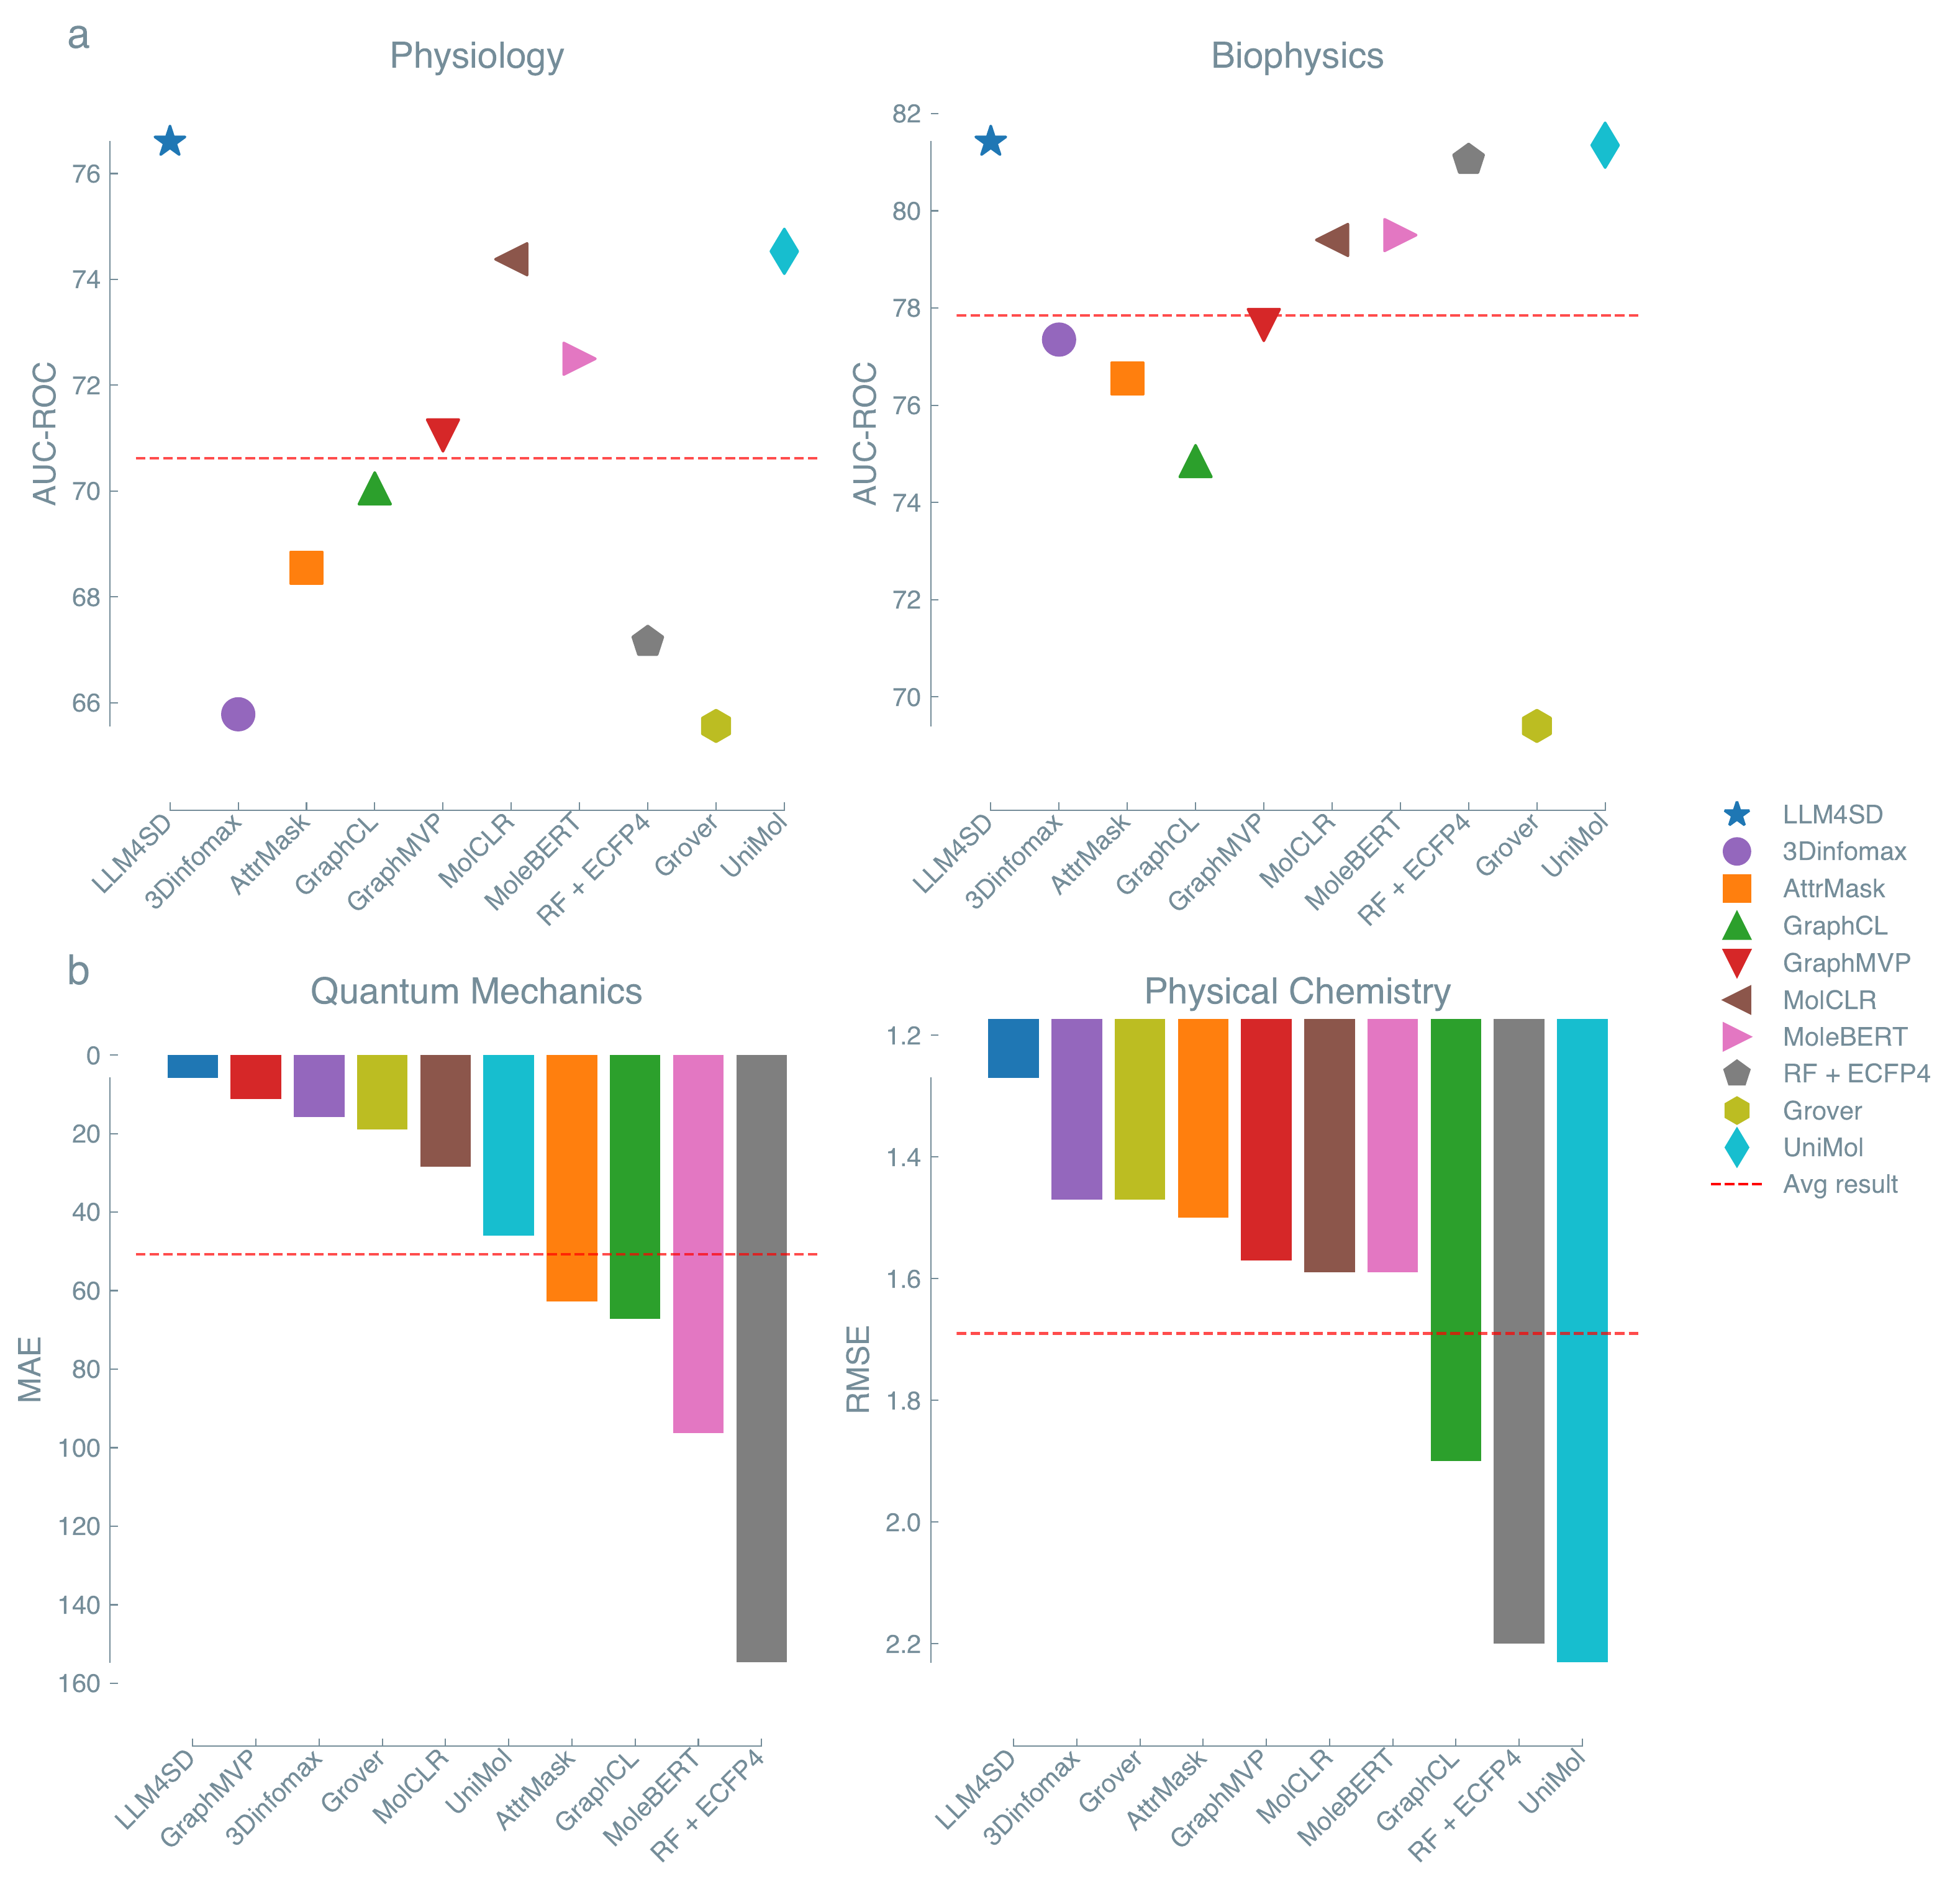 a
Physiology
AUC-ROC
76
74
72
70
68
66
LLM4SD
3Dinfomax
AttrMask
GraphCL
GraphMVP
MolCLR
MoleBERT
RF + ECFP4
Grover
UniMol
Biophysics
AUC-ROC
82
80
78
76
74
72
70
LLM4SD
3Dinfomax
AttrMask
GraphCL
GraphMVP
MolCLR
MoleBERT
RF + ECFP4
Grover
UniMol
LLM4SD
3Dinfomax
AttrMask
GraphCL
GraphMVP
MolCLR
MoleBERT
RF + ECFP4
Grover
UniMol
Avg result
b
Quantum Mechanics
MAE
0
20
40
60
80
100
120
140
160
LLM4SD
GraphMVP
3Dinfomax
Grover
MolCLR
UniMol
AttrMask
GraphCL
MoleBERT
RF + ECFP4
Physical Chemistry
RMSE
1.2
1.4
1.6
1.8
2.0
2.2
LLM4SD
3Dinfomax
Grover
AttrMask
GraphMVP
MolCLR
MoleBERT
GraphCL
RF + ECFP4
UniMol